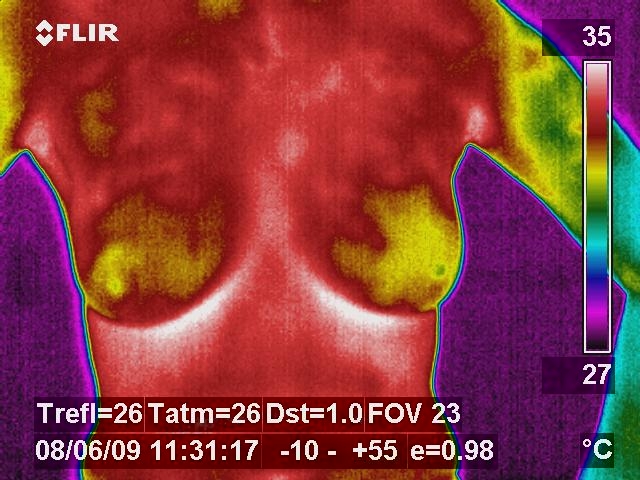 FLIR
35
27
Trefl=26 Tatm=26 Dst=1.0 FOV 23
08/06/09 11:31:17 -10 - +55 e=0.98
°C